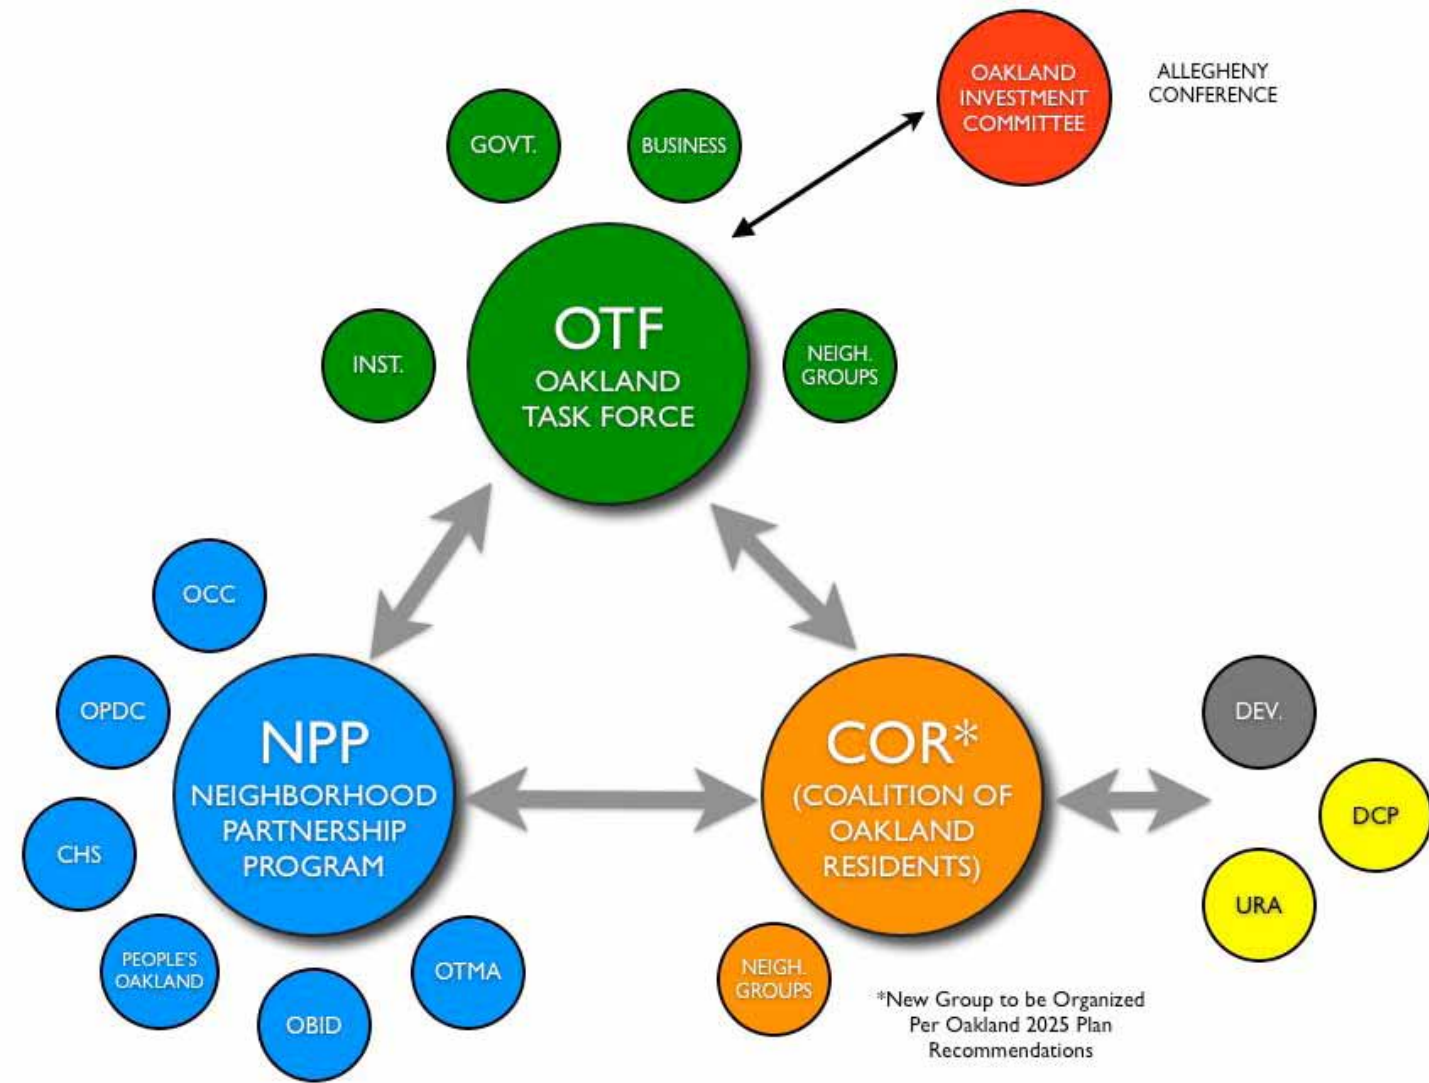 OAKLAND
INVESTMENT
COMMITTEE
ALLEGHENY
CONFERENCE
GOVT.
BUSINESS
OTF
OAKLAND
TASK FORCE
INST.
NEIGH.
GROUPS
OCC
OPDC
NPP
NEIGHBORHOOD
PARTNERSHIP
PROGRAM
CHS
PEOPLE'S
OAKLAND
OBID
OTMA
COR*
(COALITION OF
OAKLAND
RESIDENTS)
NEIGH.
GROUPS
DEV.
DCP
URA
*New Group to be Organized
Per Oakland 2025 Plan
Recommendations